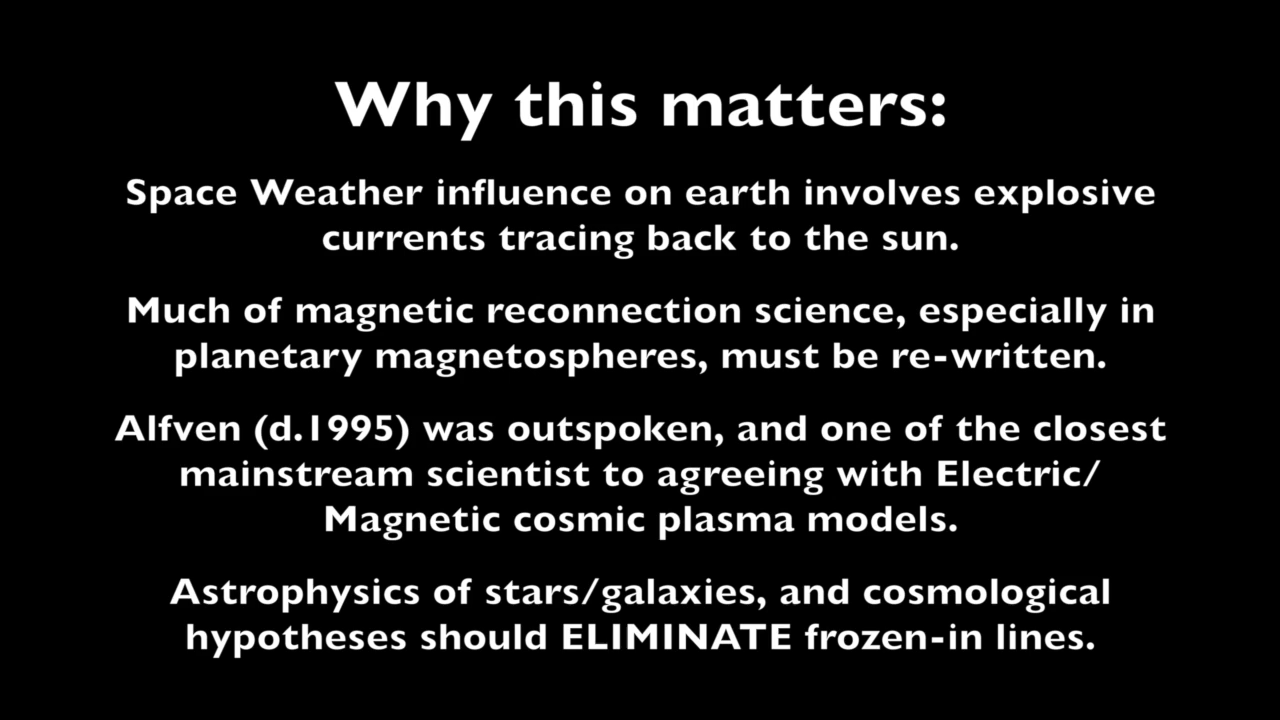 Why this matters:
Space Weather influence on earth involves explosive
currents tracing back to the sun.
Much of magnetic reconnection science, especially in
planetary magnetospheres, must be re-written.
Alfven (d.1995) was outspoken, and one of the closest
mainstream scientist to agreeing with Electric/
Magnetic cosmic plasma models.
Astrophysics of stars/galaxies, and cosmological
hypotheses should ELIMINATE frozen-in lines.